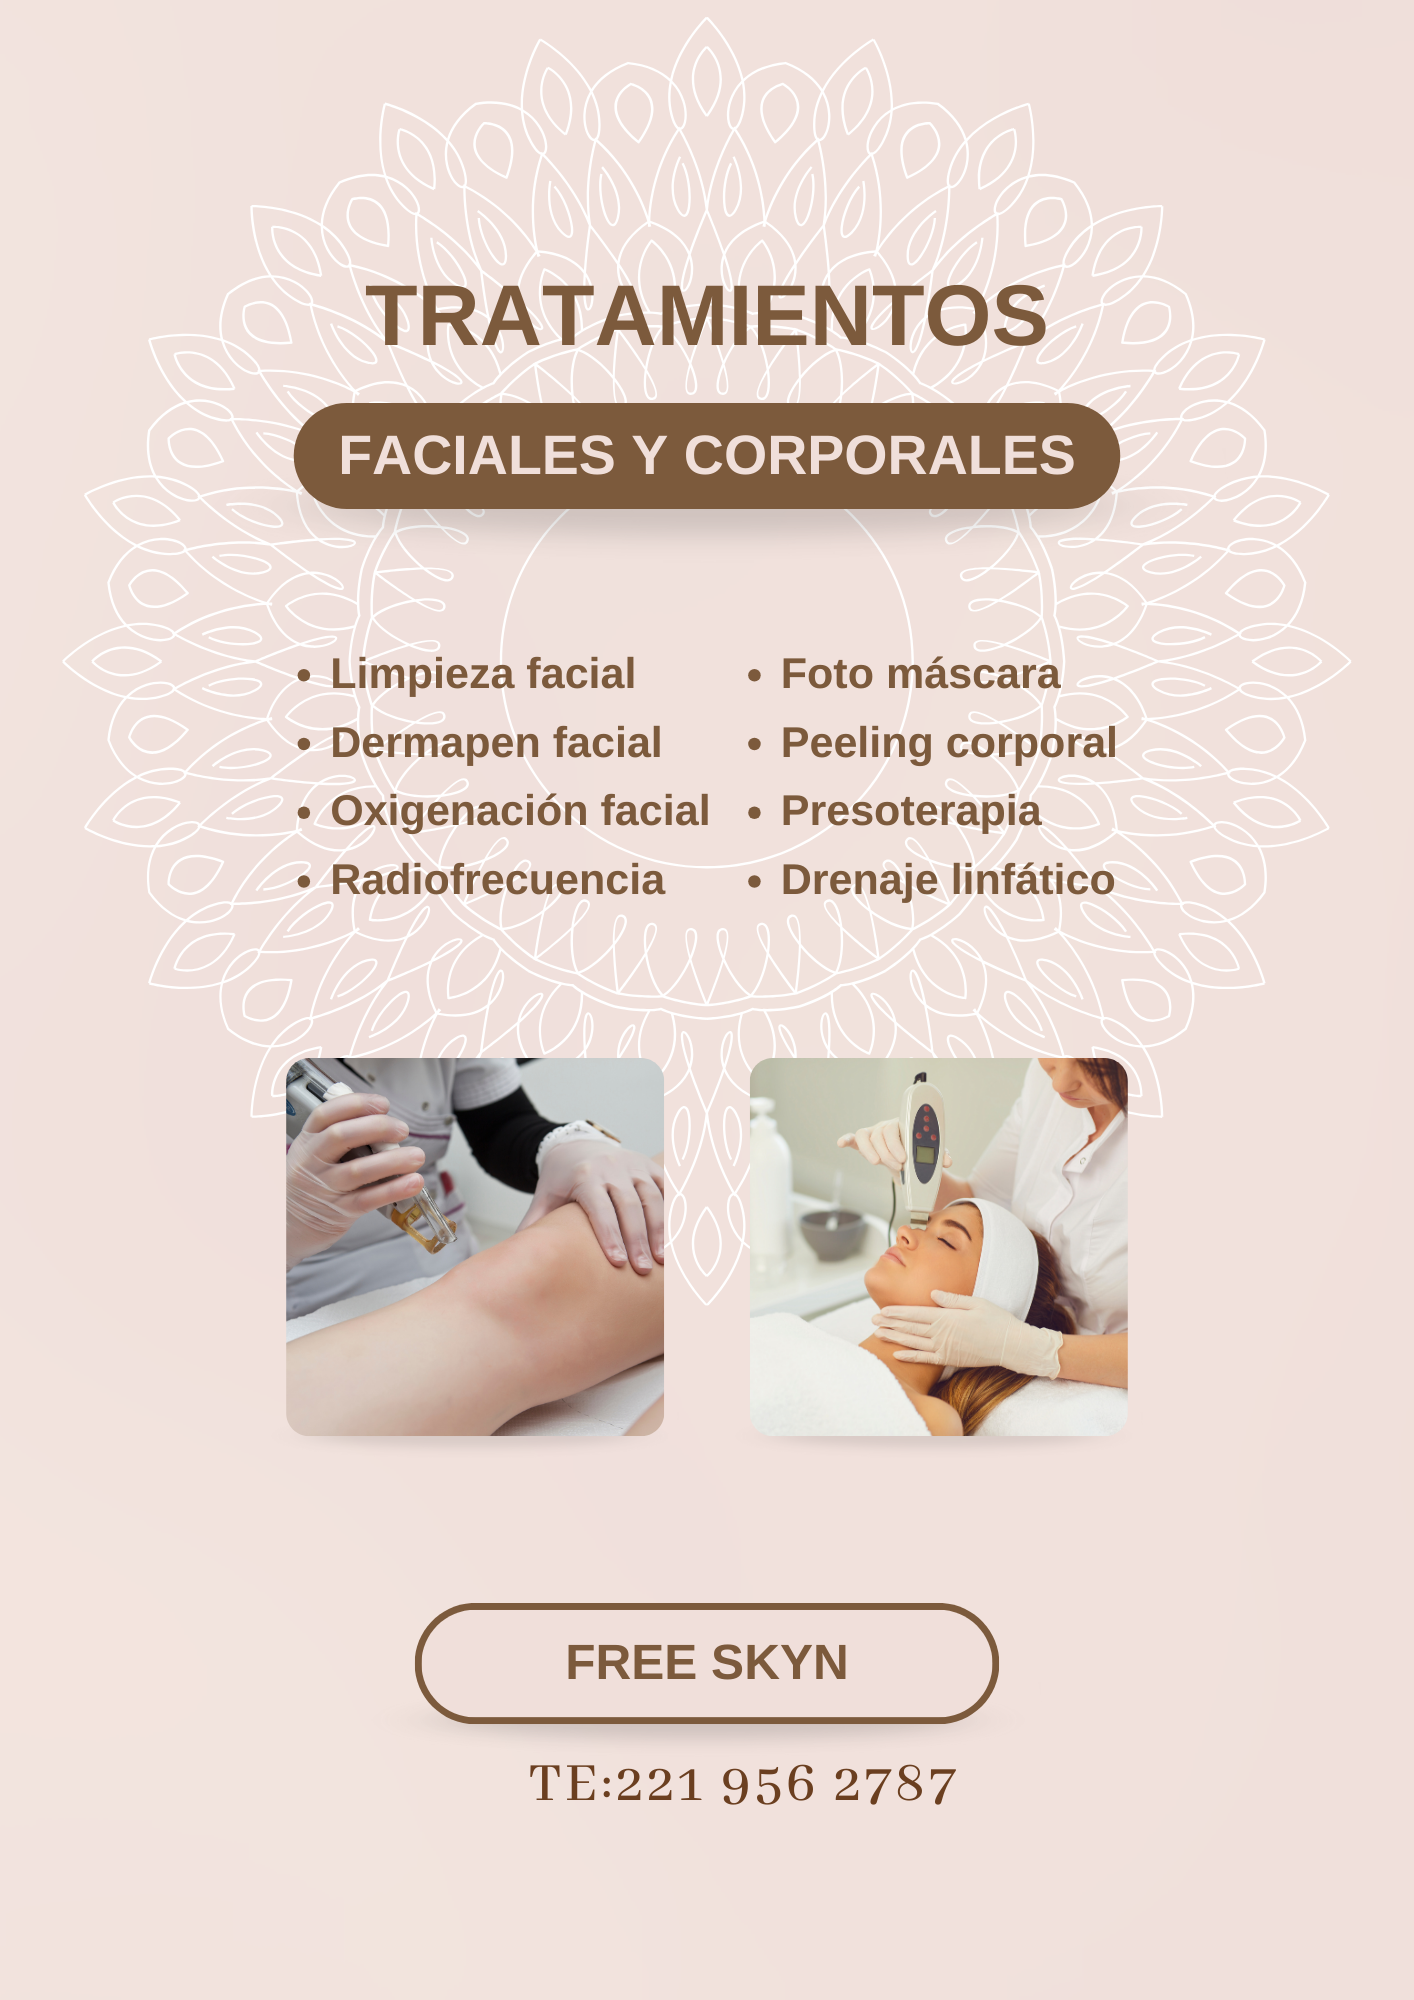 TRATAMIENTOS
FACIALES Y CORPORALES
• Limpieza facial
• Dermapen facial
• Oxigenación facial
• Radiofrecuencia
• Foto máscara
• Peeling corporal
• Presoterapia
• Drenaje linfático
FREE SKYN
TE:221 956 2787